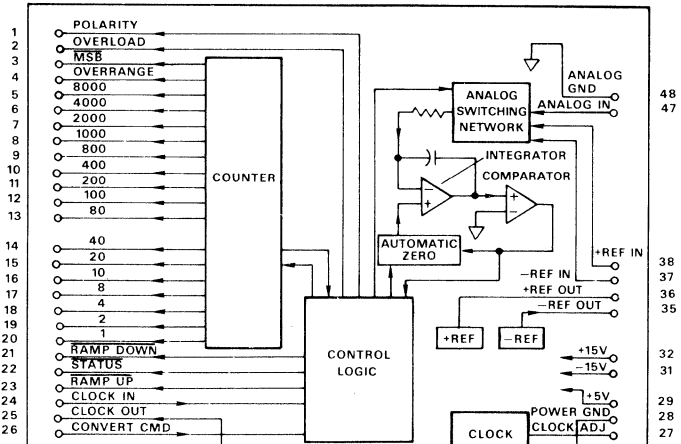 1 POLARITY
2 OVERLOAD
3 MSB
4 OVERRANGE
5 8000
6 4000
7 2000
8 1000
9 800
10 400
11 200
12 100
13 80
14 40
15 20
16 10
17 8
18 4
19 2
20 1
21 RAMP DOWN
22 STATUS
23 RAMP UP
24 CLOCK IN
25 CLOCK OUT
26 CONVERT CMD
COUNTER
CONTROL
LOGIC
ANALOG
SWITCHING
NETWORK
INTEGRATOR
COMPARATOR
−
+
+
−
AUTOMATIC
ZERO
+REF
−REF
CLOCK
ANALOG
GND 48
ANALOG IN 47
+REF IN 38
−REF IN 37
+REF OUT 36
−REF OUT 35
+15V 32
−15V 31
+5V 29
POWER GND 28
CLOCK ADJ 27